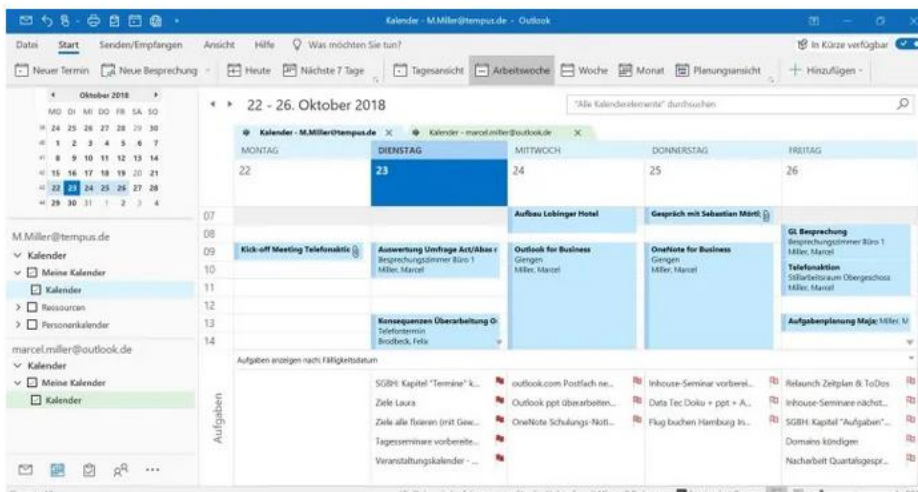 Kalender - M.Miller@tempus.de - Outlook
Datei Start Senden/Empfangen Ansicht Hilfe Was möchten Sie tun? In Kürze verfügbar
Neuer Termin Neue Besprechung Heute Nächste 7 Tage Tagesansicht Arbeitswoche Woche Monat Planungsansicht Hinzufügen
Oktober 2018
MO DI MI DO FR SA SO
24 25 26 27 28 29 30
1 2 3 4 5 6 7
8 9 10 11 12 13 14
15 16 17 18 19 20 21
22 23 24 25 26 27 28
29 30 31 1 2 3 4
M.Miller@tempus.de
Kalender
Meine Kalender
Kalender
Ressourcen
Personenkalender
marcel.miller@outlook.de
Kalender
Meine Kalender
Kalender
22 - 26. Oktober 2018
"Alle Kalenderelemente" durchsuchen
Kalender - M.Miller@tempus.de X Kalender - marcel.miller@outlook.de X
MONTAG DIENSTAG MITTWOCH DONNERSTAG FREITAG
22 23 24 25 26
07
08
09
10
11
12
13
14
Kick-off Meeting Telefonaktio
Auswertung Umfrage Act/Abas
Besprechungszimmer Büro 1
Miller, Marcel
Konsequenzen Überarbeitung
Telefontermin
Brodbeck, Felix
Aufbau Lobinger Hotel
Outlook for Business
Giengen
Miller, Marcel
Gespräch mit Sebastian
OneNote for Business
Giengen
Miller, Marcel
GL Besprechung
Besprechungszimmer Büro 1
Miller, Marcel
Telefonaktion
Stillarbeitsraum Obergeschoss
Miller, Marcel
Aufgabenplanung Maja; Miller, M
Aufgaben anzeigen nach: Fälligkeitsdatum
Aufgaben
SGBH: Kapitel "Termine" k...
Ziele Laura
Ziele alle fixieren (mit Gew...
Tagesseminare vorbereite...
Veranstaltungskalender - ...
outlook.com Postfach ne...
Outlook ppt überarbeiten...
OneNote Schulungs-Noti...
Inhouse-Seminar vorberei...
Data Tec Doku + ppt + A...
Flug buchen Hamburg In...
Relaunch Zeitplan & ToDos
Inhouse-Seminare nächst...
SGBH: Kapitel "Aufgaben"...
Domains kündigen
Nacharbeit Quartalsgespr...